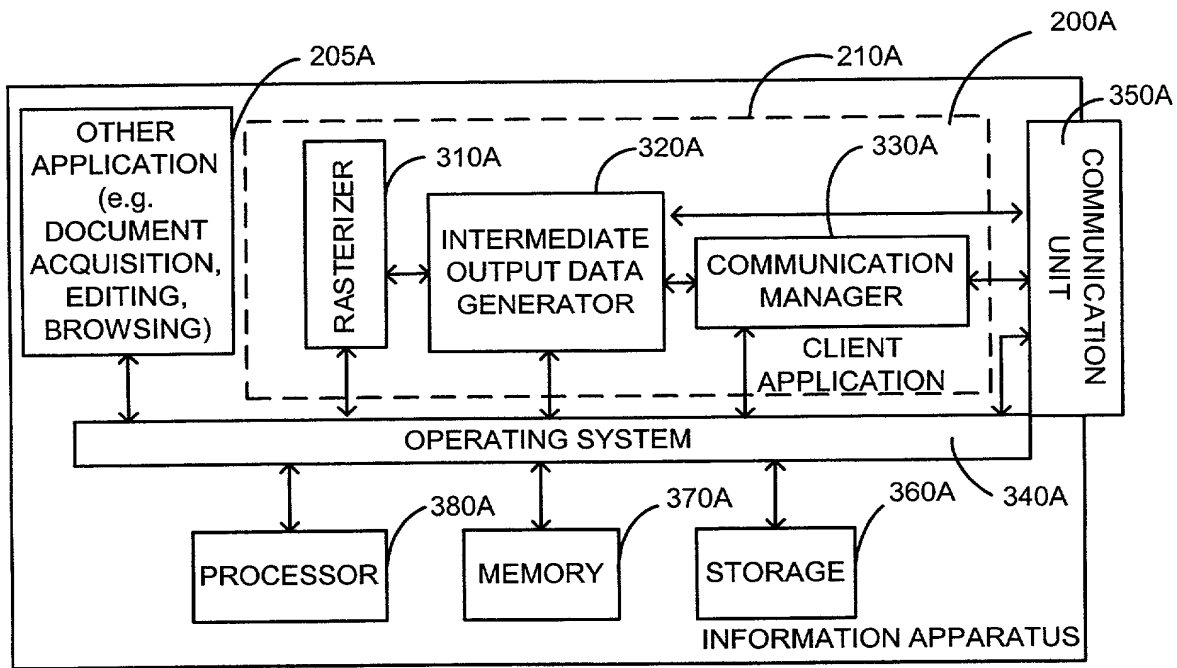 200A
205A
210A
350A
OTHER
APPLICATION
(e.g.
DOCUMENT
ACQUISITION,
EDITING,
BROWSING)
RASTERIZER
310A
320A
INTERMEDIATE
OUTPUT DATA
GENERATOR
330A
COMMUNICATION
MANAGER
CLIENT
APPLICATION
COMMUNICATION
UNIT
OPERATING SYSTEM
340A
380A
PROCESSOR
370A
MEMORY
360A
STORAGE
INFORMATION APPARATUS